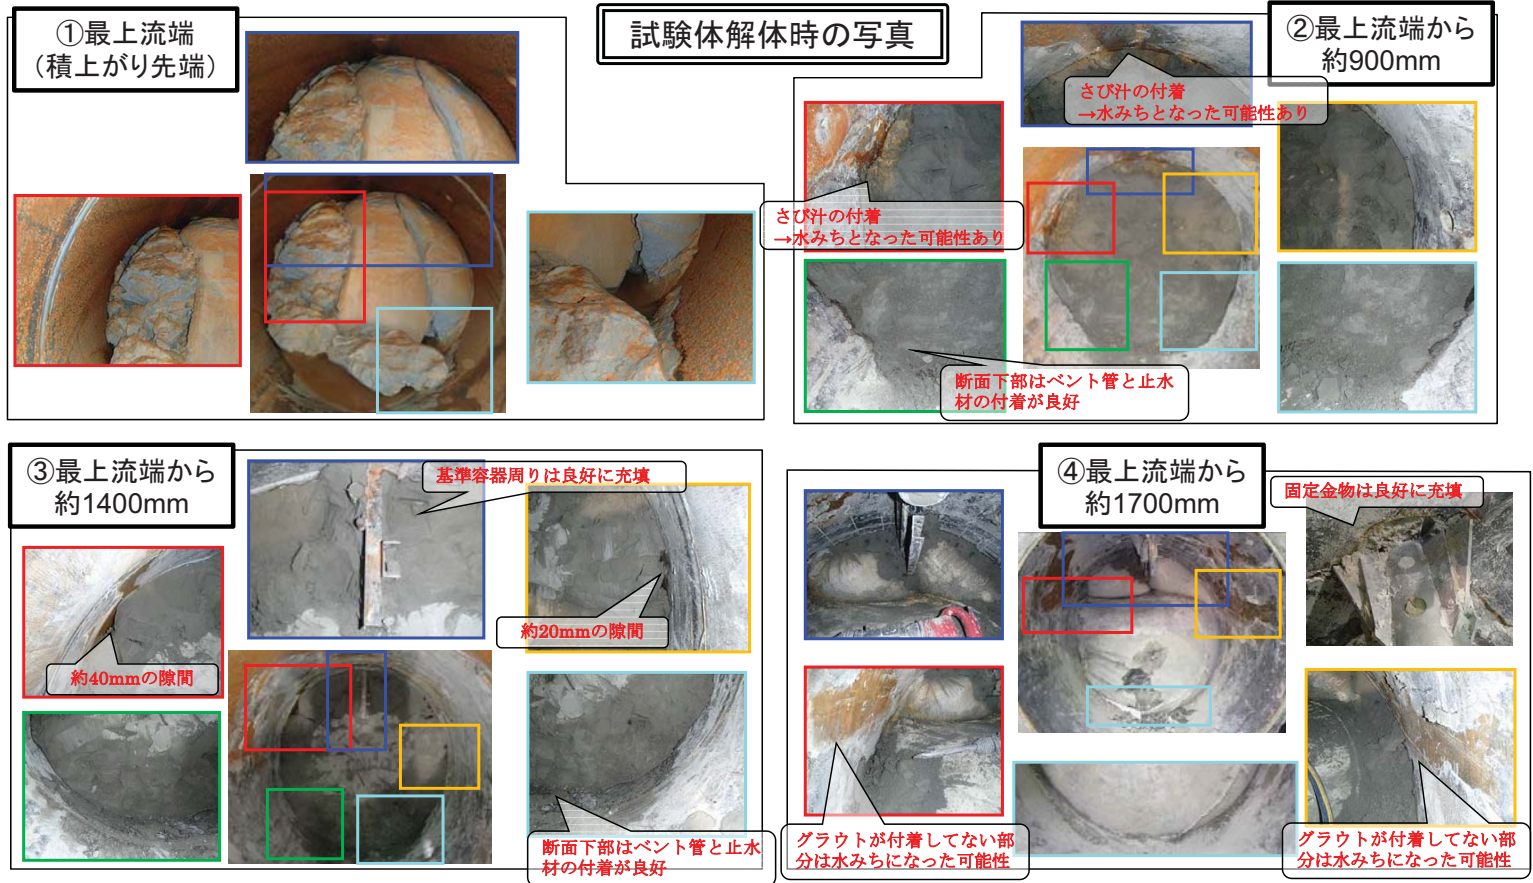 試験体解体時の写真
①最上流端
（積上がり先端）
②最上流端から
約900mm
さび汁の付着
→水みちとなった可能性あり
さび汁の付着
→水みちとなった可能性あり
断面下部はベント管と止水
材の付着が良好
③最上流端から
約1400mm
基準容器周りは良好に充填
約20mmの隙間
約40mmの隙間
断面下部はベント管と止水
材の付着が良好
④最上流端から
約1700mm
固定金物は良好に充填
グラウトが付着してない部
分は水みちになった可能性
グラウトが付着してない部
分は水みちになった可能性